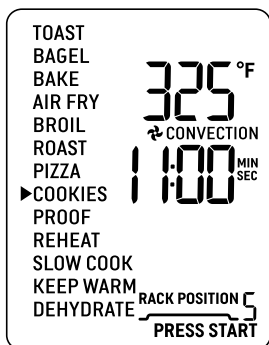 TOAST
BAGEL
BAKE
AIR FRY
BROIL
ROAST
PIZZA
COOKIES
PROOF
REHEAT
SLOW COOK
KEEP WARM
DEHYDRATE
325 °F
CONVECTION
11:00 MIN
SEC
RACK POSITION 5
PRESS START